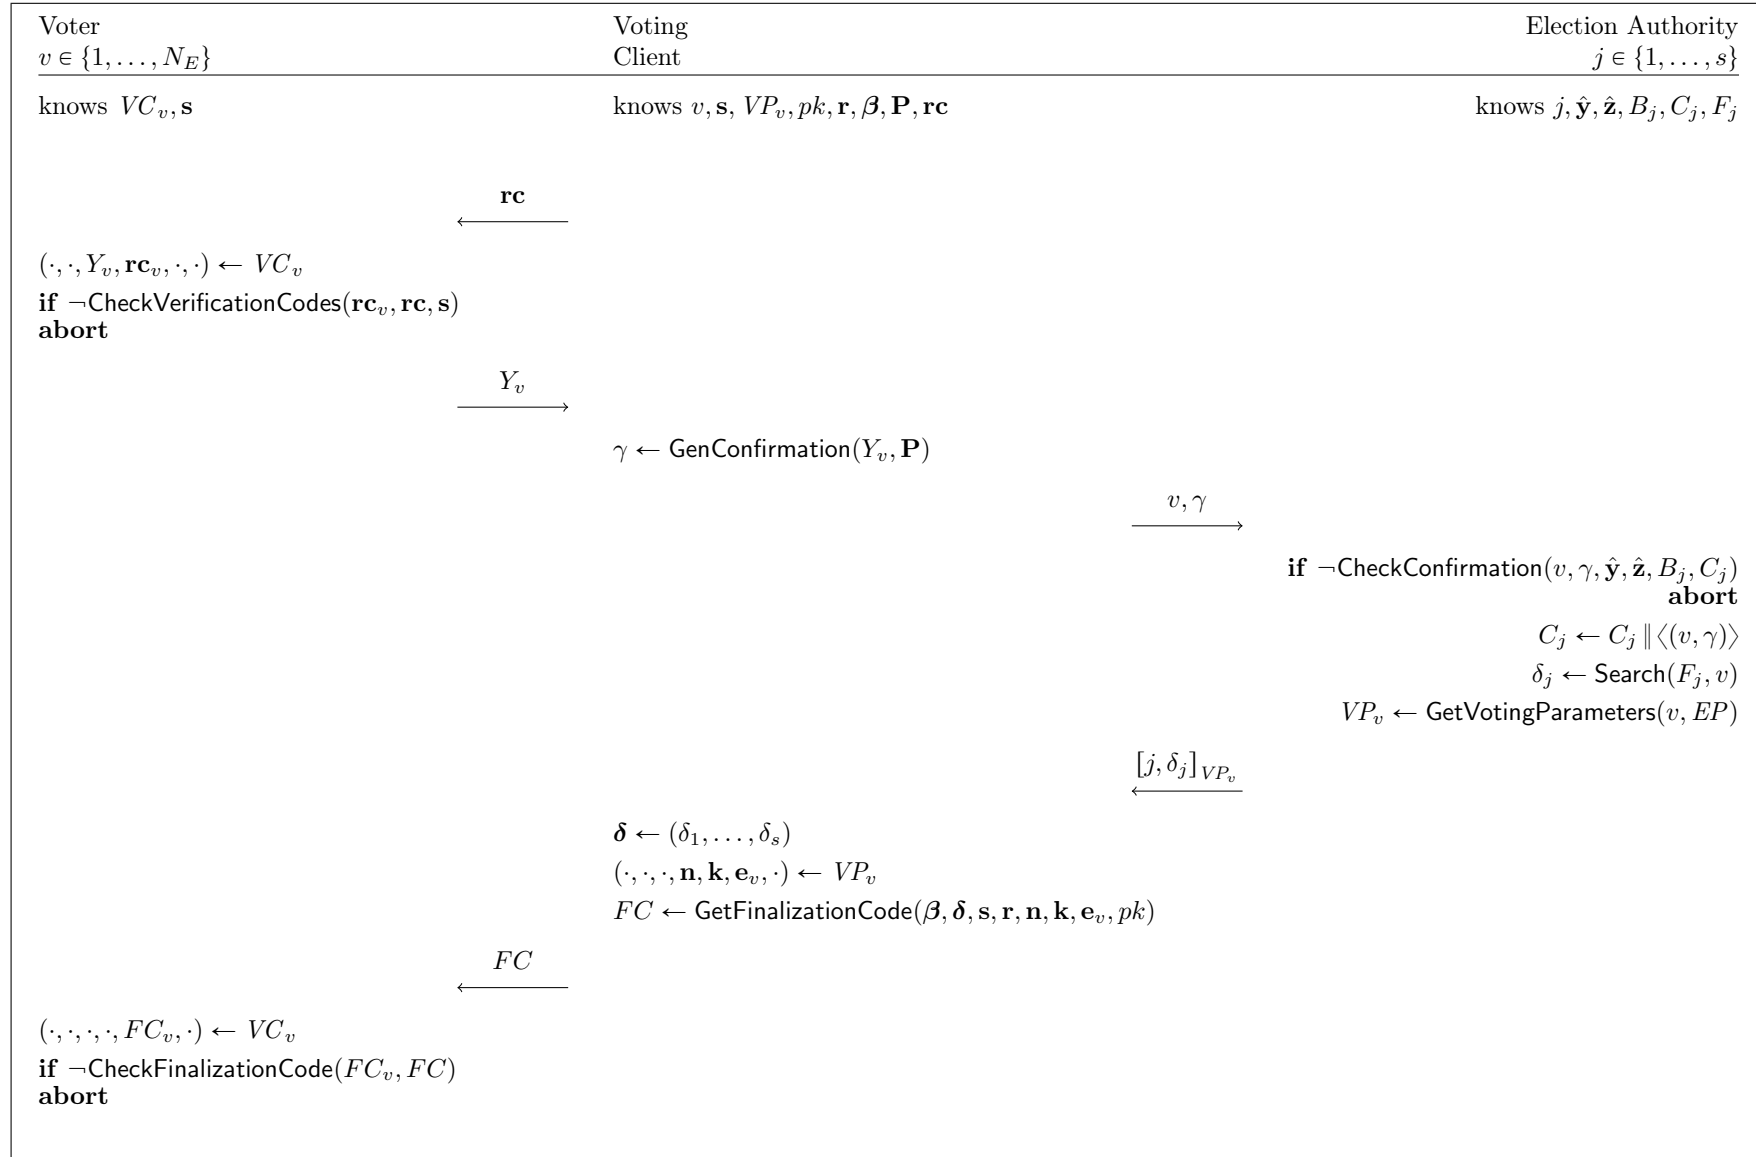 Voter Voting Election Authority
v ∈ {1, . . . , N_E} Client j ∈ {1, . . . , s}
knows VC_v, s knows v, s, VP_v, pk, r, β, P, rc knows j, ŷ, ẑ, B_j, C_j, F_j
rc
(·, ·, Y_v, rc_v, ·, ·) ← VC_v
if ¬CheckVerificationCodes(rc_v, rc, s)
abort
Y_v
γ ← GenConfirmation(Y_v, P)
v, γ
if ¬CheckConfirmation(v, γ, ŷ, ẑ, B_j, C_j)
abort
C_j ← C_j ∥ ⟨(v, γ)⟩
δ_j ← Search(F_j, v)
VP_v ← GetVotingParameters(v, EP)
[j, δ_j]_{VP_v}
δ ← (δ_1, . . . , δ_s)
(·, ·, ·, n, k, e_v, ·) ← VP_v
FC ← GetFinalizationCode(β, δ, s, r, n, k, e_v, pk)
FC
(·, ·, ·, ·, FC_v, ·) ← VC_v
if ¬CheckFinalizationCode(FC_v, FC)
abort